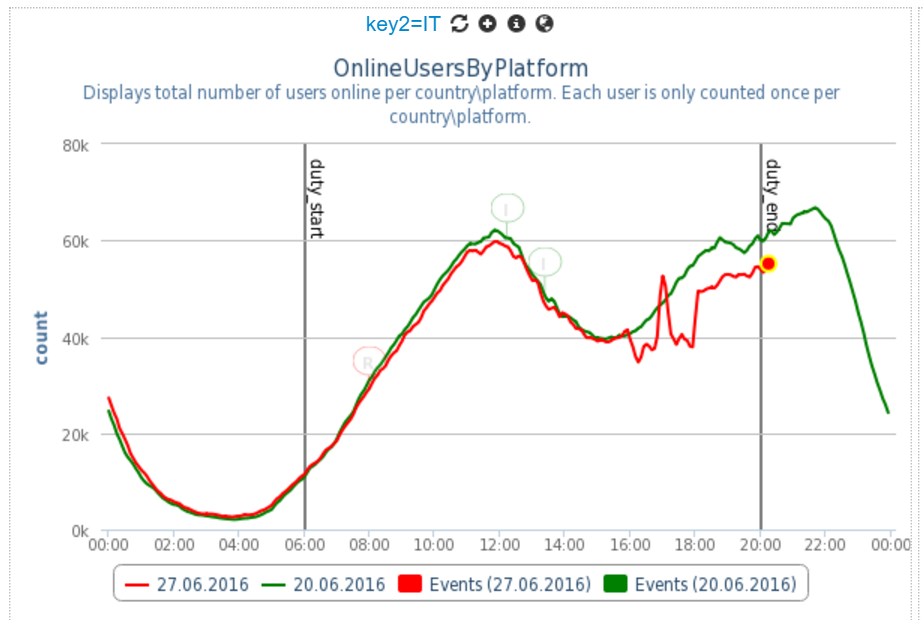 key2=IT
OnlineUsersByPlatform
Displays total number of users online per country\platform. Each user is only counted once per
country\platform.
80k
60k
40k
20k
0k
count
duty_start
duty_end
R
I
I
00:00 02:00 04:00 06:00 08:00 10:00 12:00 14:00 16:00 18:00 20:00 22:00 00:00
27.06.2016 20.06.2016 Events (27.06.2016) Events (20.06.2016)